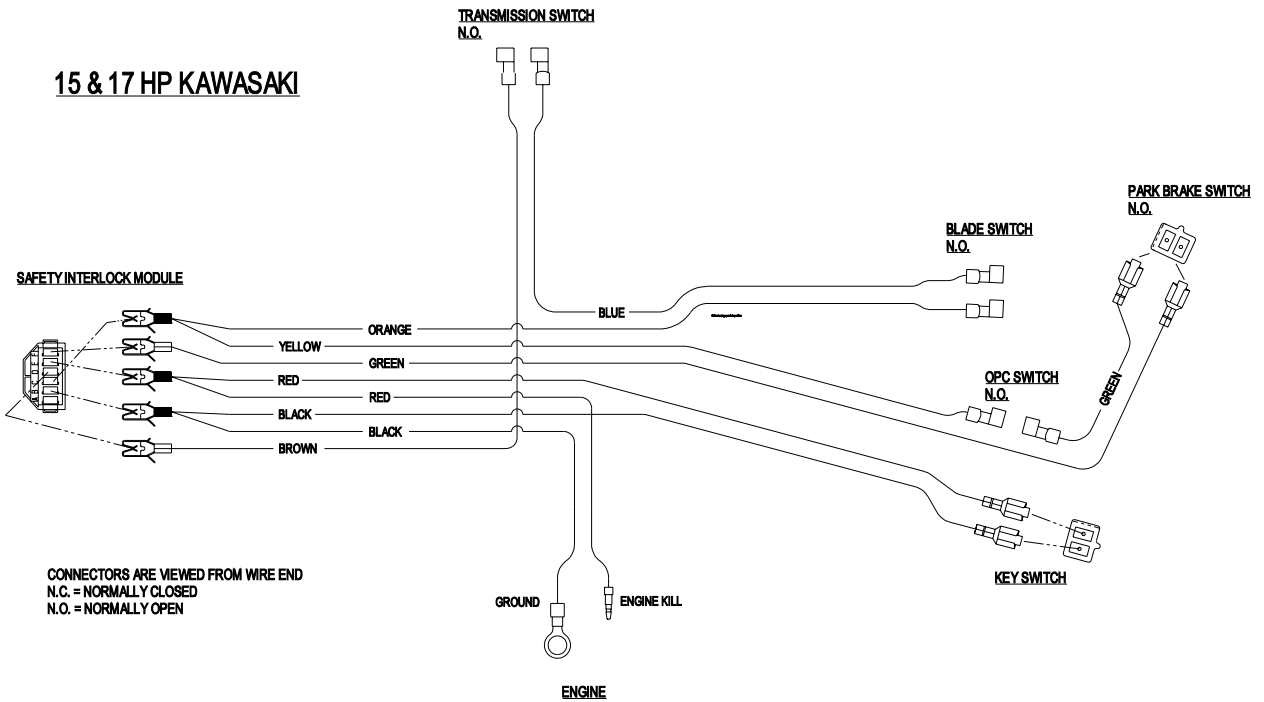 TRANSMISSION SWITCH
N.O.
15 & 17 HP KAWASAKI
PARK BRAKE SWITCH
N.O.
BLADE SWITCH
N.O.
SAFETY INTERLOCK MODULE
BLUE
ORANGE
YELLOW
GREEN
RED
RED
BLACK
BLACK
BROWN
OPC SWITCH
N.O.
GREEN
KEY SWITCH
CONNECTORS ARE VIEWED FROM WIRE END
N.C. = NORMALLY CLOSED
N.O. = NORMALLY OPEN
GROUND
ENGINE KILL
ENGINE